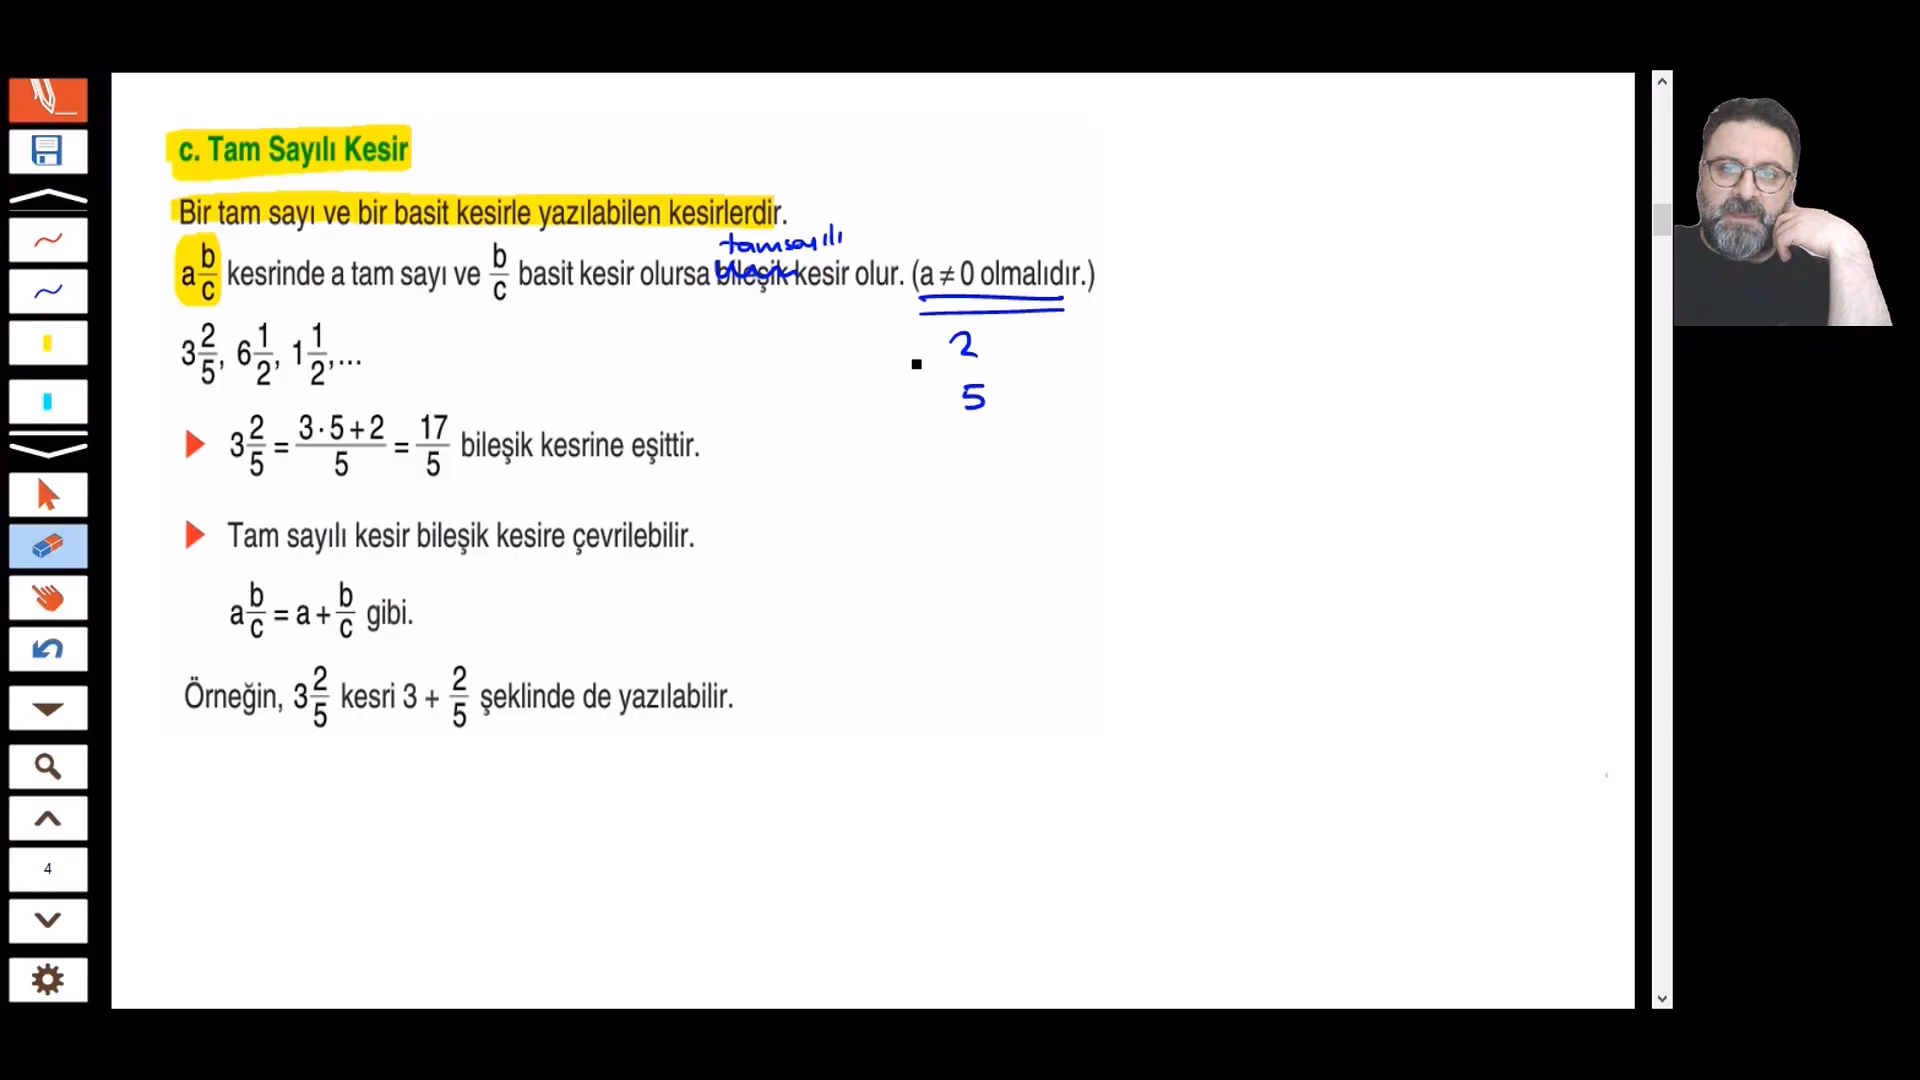 c. Tam Sayılı Kesir
Bir tam sayı ve bir basit kesirle yazılabilen kesirlerdir.
tamsayılı
a b/c kesrinde a tam sayı ve b/c basit kesir olursa bileşik kesir olur. (a ≠ 0 olmalıdır.)
2
5
3 2/5, 6 1/2, 1 1/2,...
3 2/5 = 3·5+2/5 = 17/5 bileşik kesrine eşittir.
Tam sayılı kesir bileşik kesire çevrilebilir.
a b/c = a + b/c gibi.
Örneğin, 3 2/5 kesri 3 + 2/5 şeklinde de yazılabilir.
4